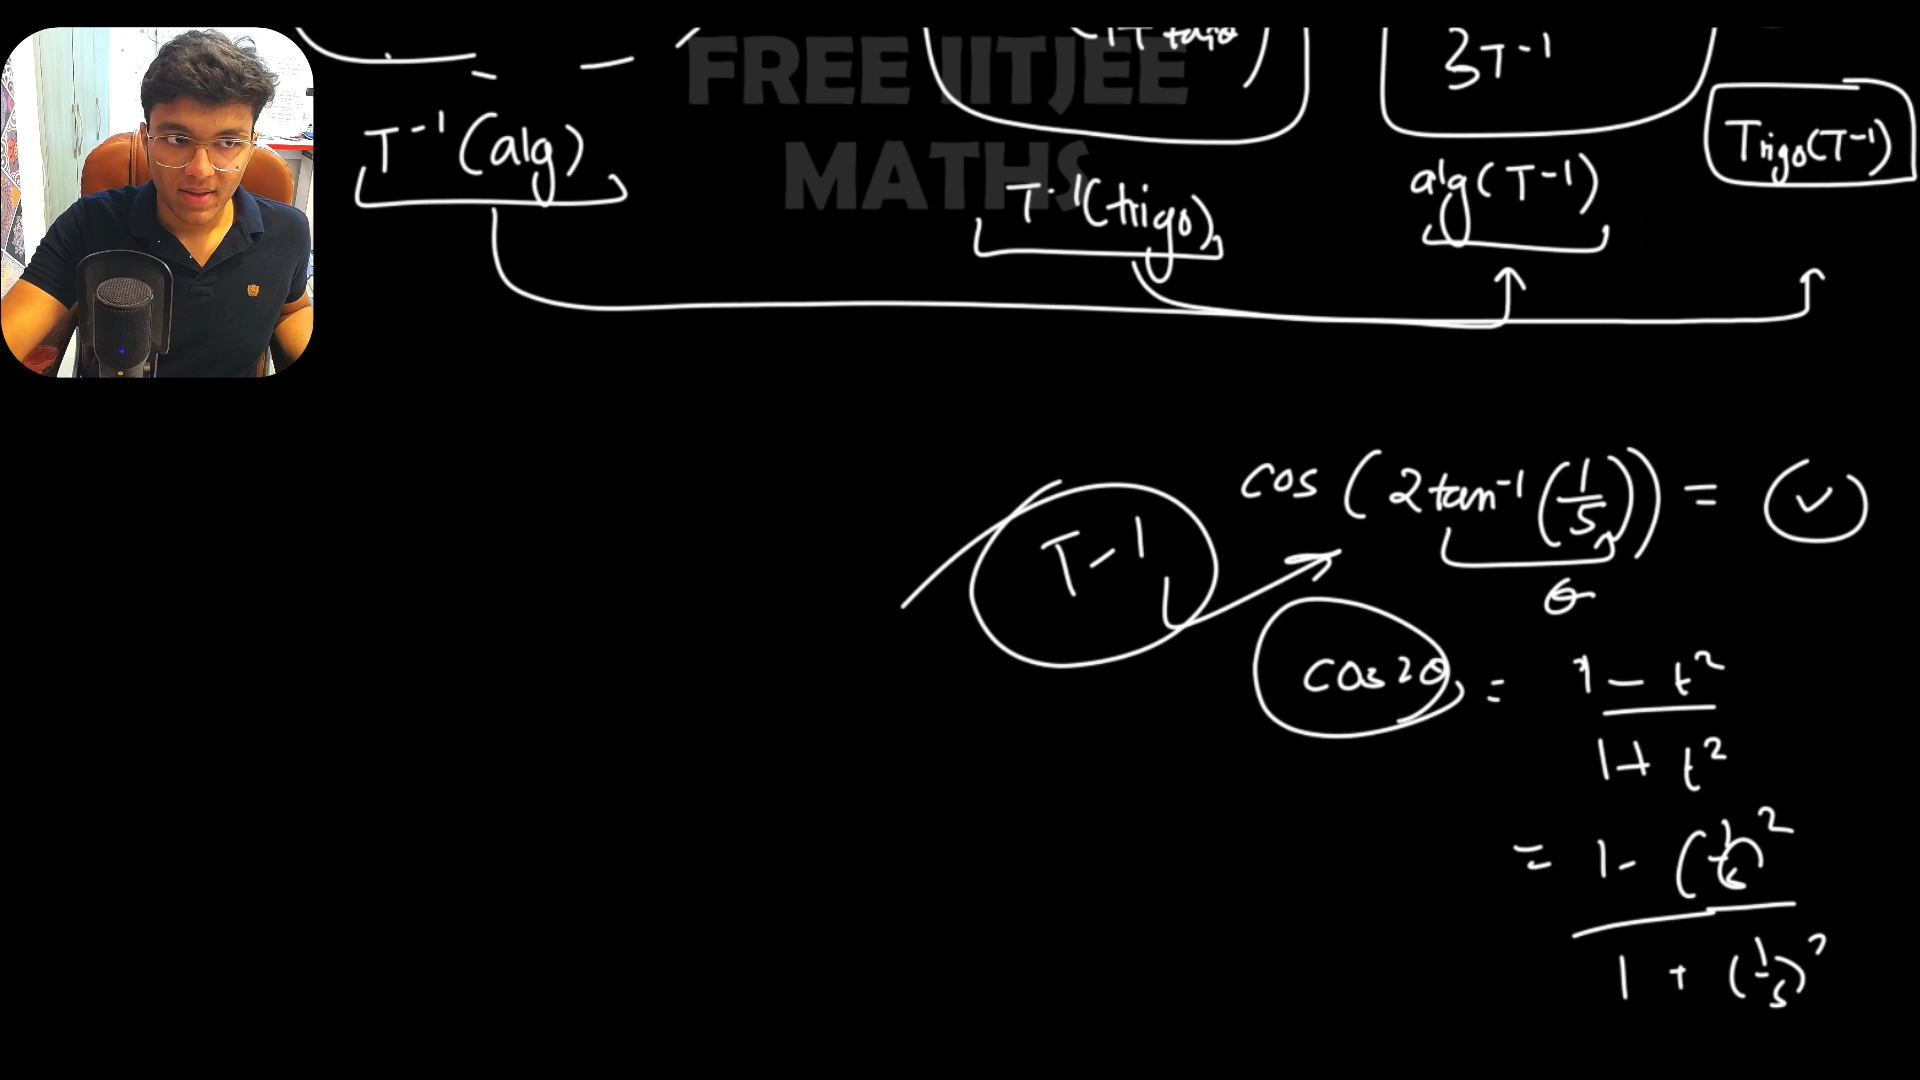 FREE IITJEE
MATHS
3T-1
T⁻¹(alg)
T⁻¹(trigo)
alg(T-1)
Trigo(T-1)
T-1
cos(2tan⁻¹(1/5)) = ✓
θ
cos2θ = 1-t²/1+t²
= 1-(1/5)²/1+(1/5)²